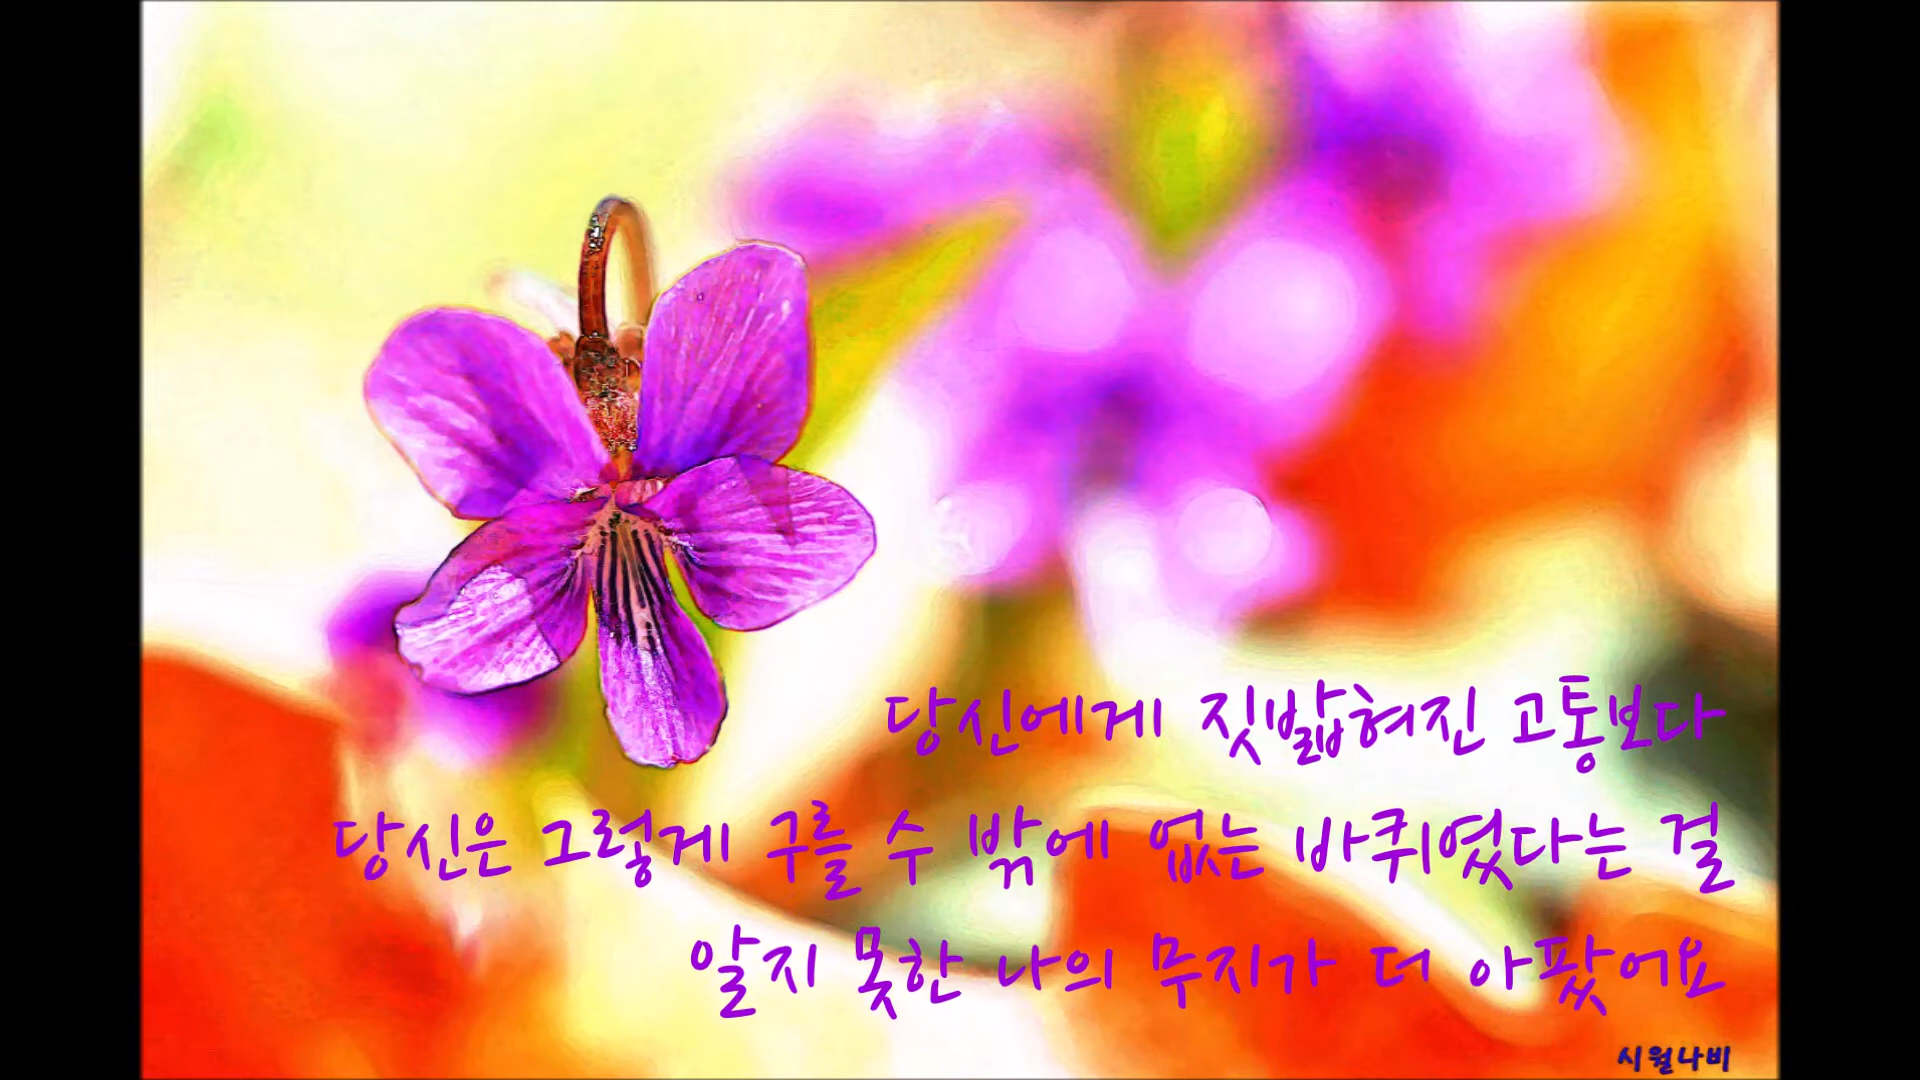 당신에게 짓밟혀진 고통보다
당신은 그렇게 구를 수 밖에 없는 바퀴였다는 걸
알지 못한 나의 무지가 더 아팠어요
시월나비